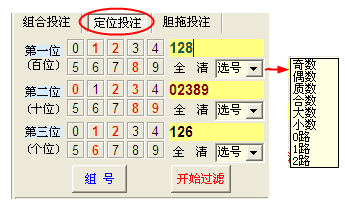 组合投注 定位投注 胆拖投注
第一位 0 1 2 3 4 128
(百位) 5 6 7 8 9 全 清 选号
第二位 0 1 2 3 4 02389
(十位) 5 6 7 8 9 全 清 选号
第三位 0 1 2 3 4 126
(个位) 5 6 7 8 9 全 清 选号
组 号 开始过滤
奇数
偶数
质数
合数
大数
小数
0路
1路
2路